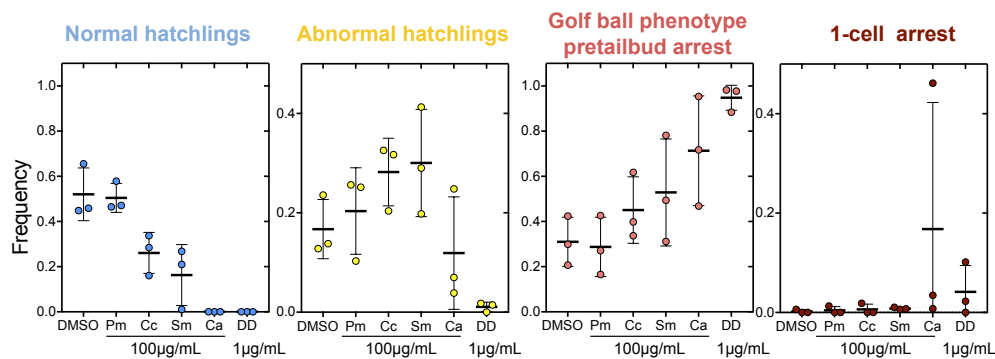 Normal hatchlings
Abnormal hatchlings
Golf ball phenotype
pretailbud arrest
1-cell arrest
Frequency
1.0
0.8
0.6
0.4
0.2
0.0
DMSO Pm Cc Sm Ca DD
100µg/mL 1µg/mL
0.4
0.2
0.0
DMSO Pm Cc Sm Ca DD
100µg/mL 1µg/mL
1.0
0.8
0.6
0.4
0.2
0.0
DMSO Pm Cc Sm Ca DD
100µg/mL 1µg/mL
0.4
0.2
0.0
DMSO Pm Cc Sm Ca DD
100µg/mL 1µg/mL